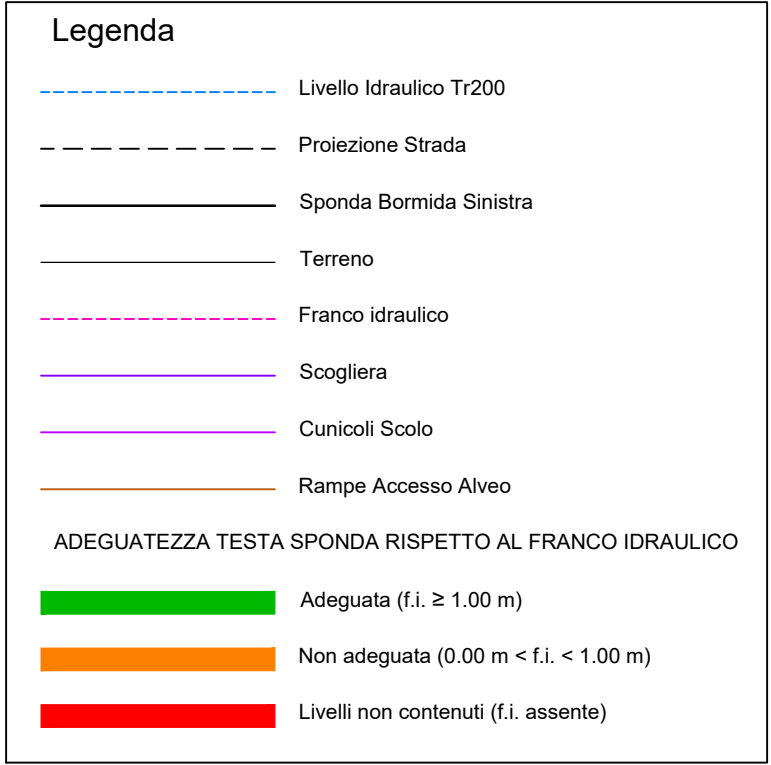 Legenda
Livello Idraulico Tr200
Proiezione Strada
Sponda Bormida Sinistra
Terreno
Franco idraulico
Scogliera
Cunicoli Scolo
Rampe Accesso Alveo
ADEGUATEZZA TESTA SPONDA RISPETTO AL FRANCO IDRAULICO
Adeguata (f.i. ≥ 1.00 m)
Non adeguata (0.00 m < f.i. < 1.00 m)
Livelli non contenuti (f.i. assente)